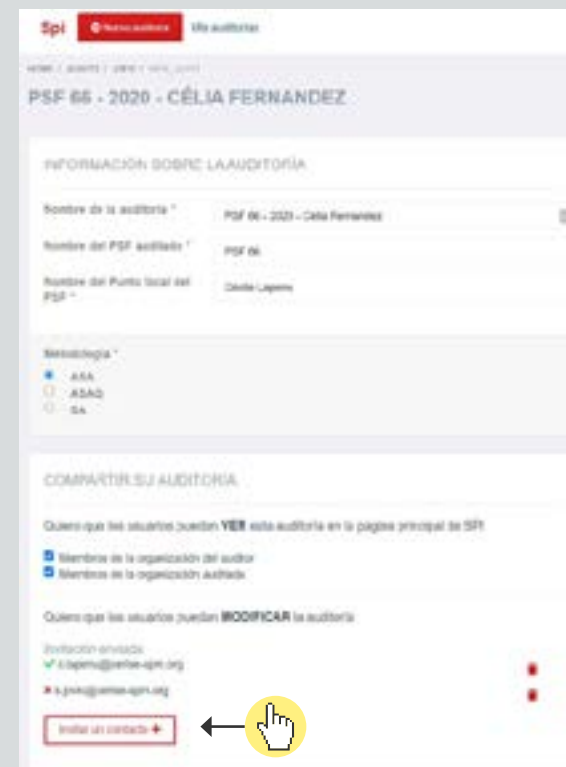 Spi Nueva auditoría Mis auditorías
PSF 66 - 2020 - CÉLIA FERNANDEZ
INFORMACIÓN SOBRE LA AUDITORÍA
Nombre de la auditoría *
PSF 66 - 2020 - Célia Fernandez
Nombre del PSF auditado *
PSF 66
Nombre del Punto focal del
PSF *
Cécile Lapenu
Metodología *
ASA
ASAQ
SA
COMPARTIR SU AUDITORÍA
Quiero que los usuarios puedan VER esta auditoría en la página principal de SPI
Miembros de la organización del auditor
Miembros de la organización auditada
Quiero que los usuarios puedan MODIFICAR la auditoría
Invitación enviada
Invitar un contacto +